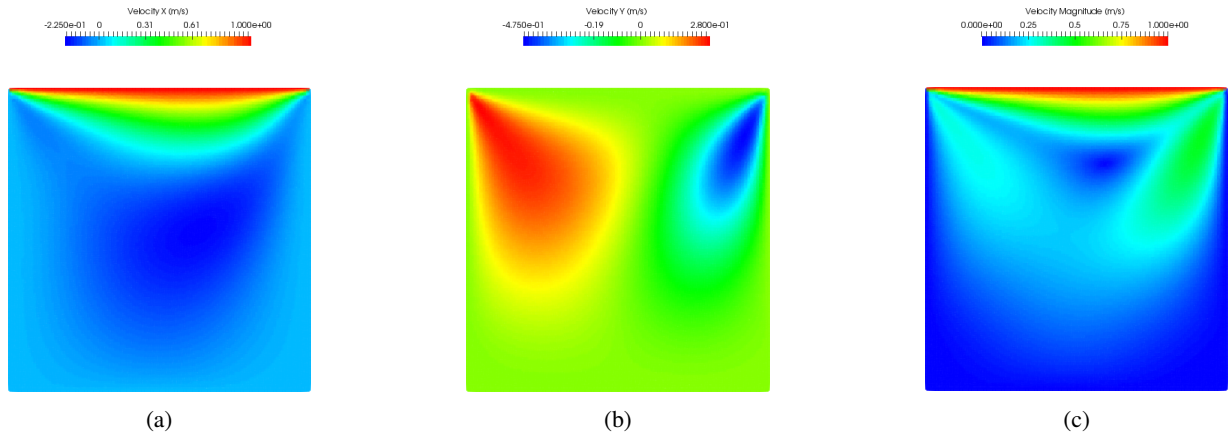 Velocity X (m/s)
-2.250e-01 0 0.31 0.61 1.000e+00
Velocity Y (m/s)
-4.750e-01 -0.19 0 2.800e-01
Velocity Magnitude (m/s)
0.000e+00 0.25 0.5 0.75 1.000e+00
(a)
(b)
(c)